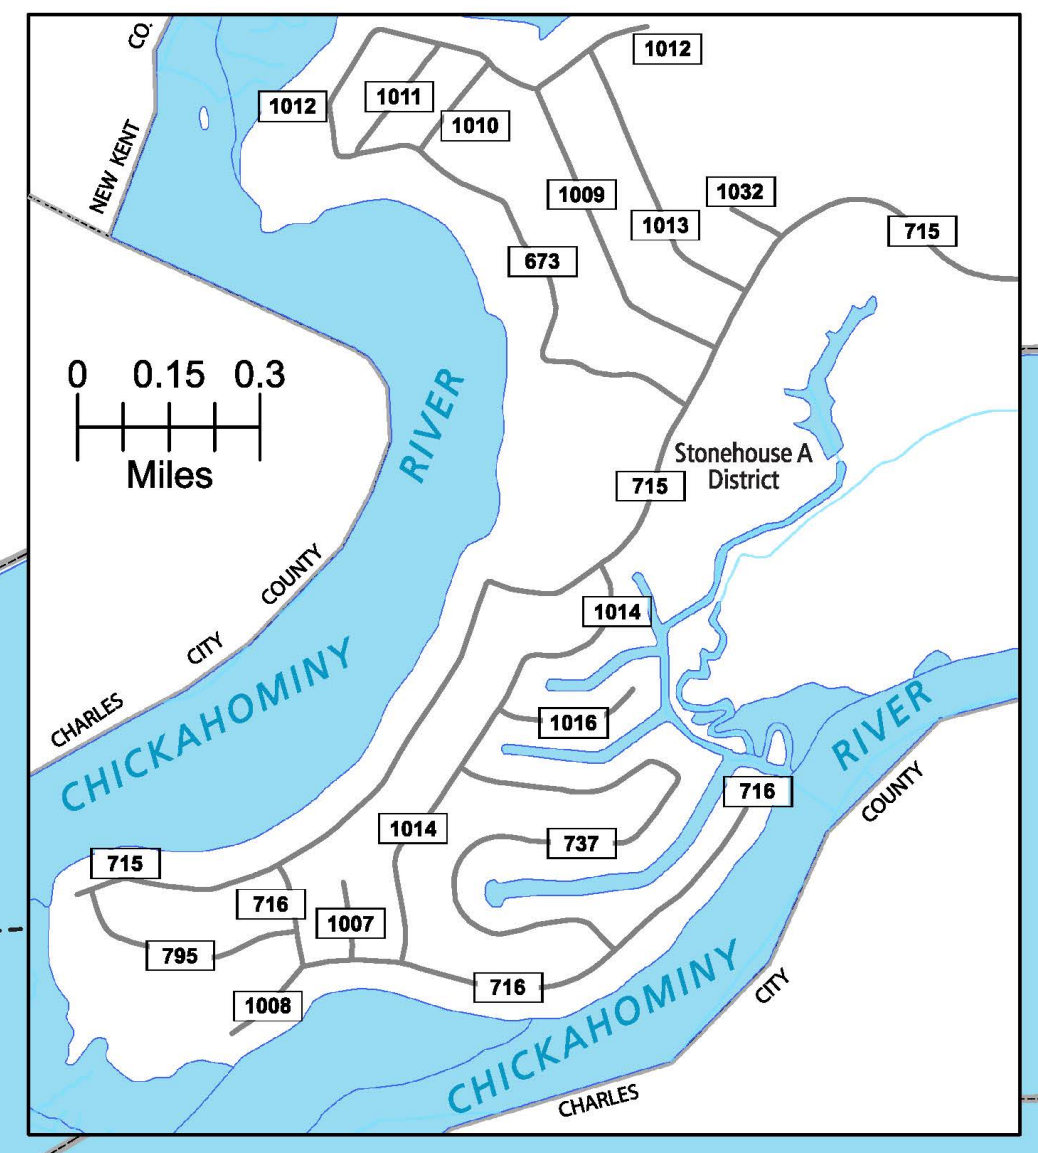 CO.
NEW KENT
1012
1011
1010
1012
1009
1013
1032
715
673
0 0.15 0.3
Miles
RIVER
Stonehouse A
District
715
CHARLES CITY COUNTY
CHICKAHOMINY
1014
1016
RIVER
716
COUNTY
1014
737
715
716
1007
795
716
1008
CHICKAHOMINY
CITY
CHARLES